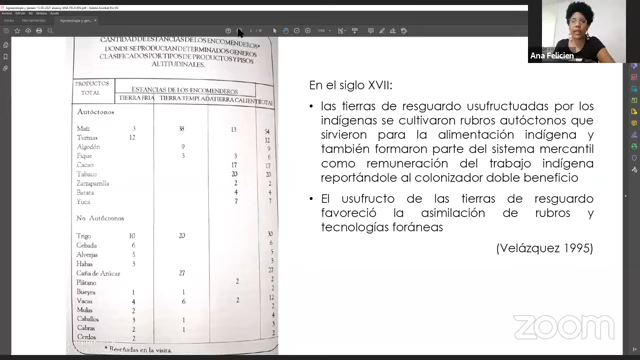 CANTIDAD DE ESTANCIAS DE LOS ENCOMENDEROS*
DONDE SE PRODUCIAN DETERMINADOS GENEROS
CLASIFICADOS POR TIPOS DE PRODUCTOS Y PISOS
ALTITUDINALES.
PRODUCTOS ESTANCIAS DE LOS ENCOMENDEROS
TOTAL TIERRA FRIA TIERRA TEMPLADA TIERRA CALIENTE TOTAL
Autóctonos
Maíz 3 38 13 54
Turmas 12 12
Algodón 9 9
Fique 3 3 6
Cacao 17 17
Tabaco 20 20
Zarzaparrilla 2 2
Batata 4 4
Yuca 7 7
No Autóctonos
Trigo 10 20 30
Cebada 6 6
Alverjas 5 5
Habas 3 3
Caña de Azúcar 27 27
Plátano 2 2
Bueyes 1 1 2
Vacas 4 6 2 12
Mulas 2 2
Caballos 3 1 4
Cabras 2 1 3
Cerdos 2 2
* Reseñadas en la visita.
Ana Felicien
En el siglo XVII:
• las tierras de resguardo usufructuadas por los
indígenas se cultivaron rubros autóctonos que
sirvieron para la alimentación indígena y
también formaron parte del sistema mercantil
como remuneración del trabajo indígena
reportándole al colonizador doble beneficio
• El usufructo de las tierras de resguardo
favoreció la asimilación de rubros y
tecnologías foráneas
(Velázquez 1995)
zoom